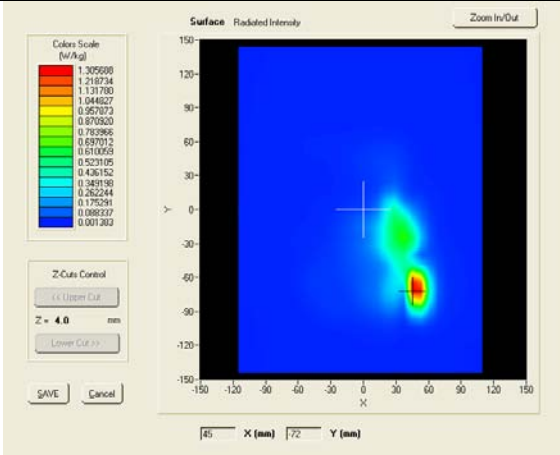 Surface Radiated Intensity
Zoom In/Out
Colors Scale
(W/kg)
1.305688
1.218734
1.131780
1.044827
0.957873
0.870920
0.783966
0.697012
0.610059
0.523105
0.436152
0.349198
0.262244
0.175291
0.088337
0.001383
150
120
90
60
30
0
-30
-60
-90
-120
-150
Y
-150 -120 -90 -60 -30 0 30 60 90 120 150
X
Z-Cuts Control
<< Upper Cut
Z = 4.0 mm
Lower Cut >>
SAVE Cancel
45 X (mm) -72 Y (mm)